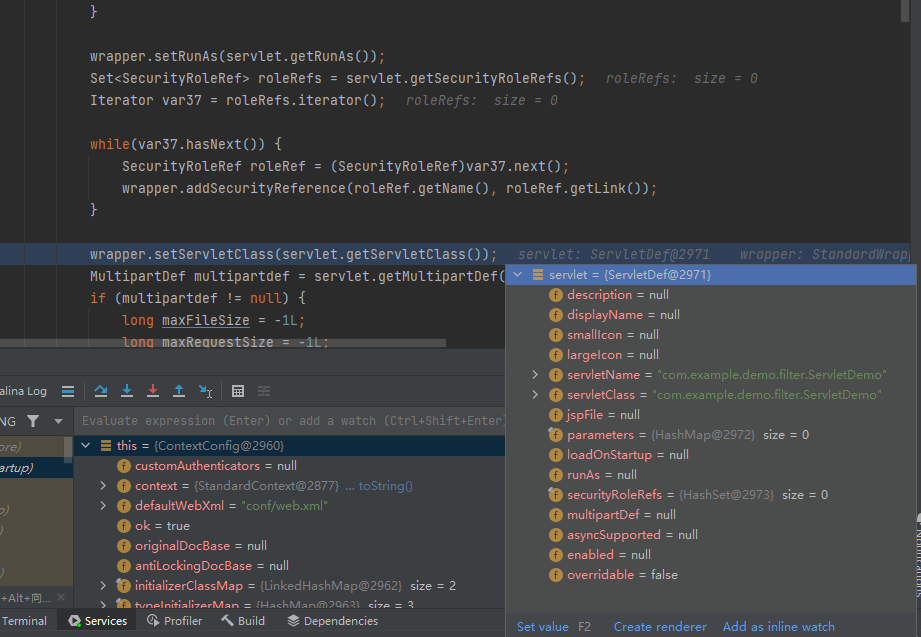 }
wrapper.setRunAs(servlet.getRunAs());
Set<SecurityRoleRef> roleRefs = servlet.getSecurityRoleRefs();   roleRefs:  size = 0
Iterator var37 = roleRefs.iterator();   roleRefs:  size = 0
while(var37.hasNext()) {
SecurityRoleRef roleRef = (SecurityRoleRef)var37.next();
wrapper.addSecurityReference(roleRef.getName(), roleRef.getLink());
}
wrapper.setServletClass(servlet.getServletClass());   servlet: ServletDef@2971    wrapper: StandardWrap
MultipartDef multipartdef = servlet.getMultipartDef(
if (multipartdef != null) {
long maxFileSize = -1L;
long maxRequestSize = -1L;
servlet = {ServletDef@2971}
description = null
displayName = null
smallIcon = null
largeIcon = null
servletName = "com.example.demo.filter.ServletDemo"
servletClass = "com.example.demo.filter.ServletDemo"
jspFile = null
parameters = {HashMap@2972} size = 0
loadOnStartup = null
runAs = null
securityRoleRefs = {HashSet@2973} size = 0
multipartDef = null
asyncSupported = null
enabled = null
overridable = false
Set value F2 Create renderer Add as inline watch
alina Log
NG
Evaluate expression (Enter) or add a watch (Ctrl+Shift+Enter)
ore)
artup)
o)
)
)
+Alt+向...
this = {ContextConfig@2960}
customAuthenticators = null
context = {StandardContext@2877} ... toString()
defaultWebXml = "conf/web.xml"
ok = true
originalDocBase = null
antiLockingDocBase = null
initializerClassMap = {LinkedHashMap@2962} size = 2
typeInitializerMap = {HashMap@2963} size = 3
Terminal Services Profiler Build Dependencies
Notifications